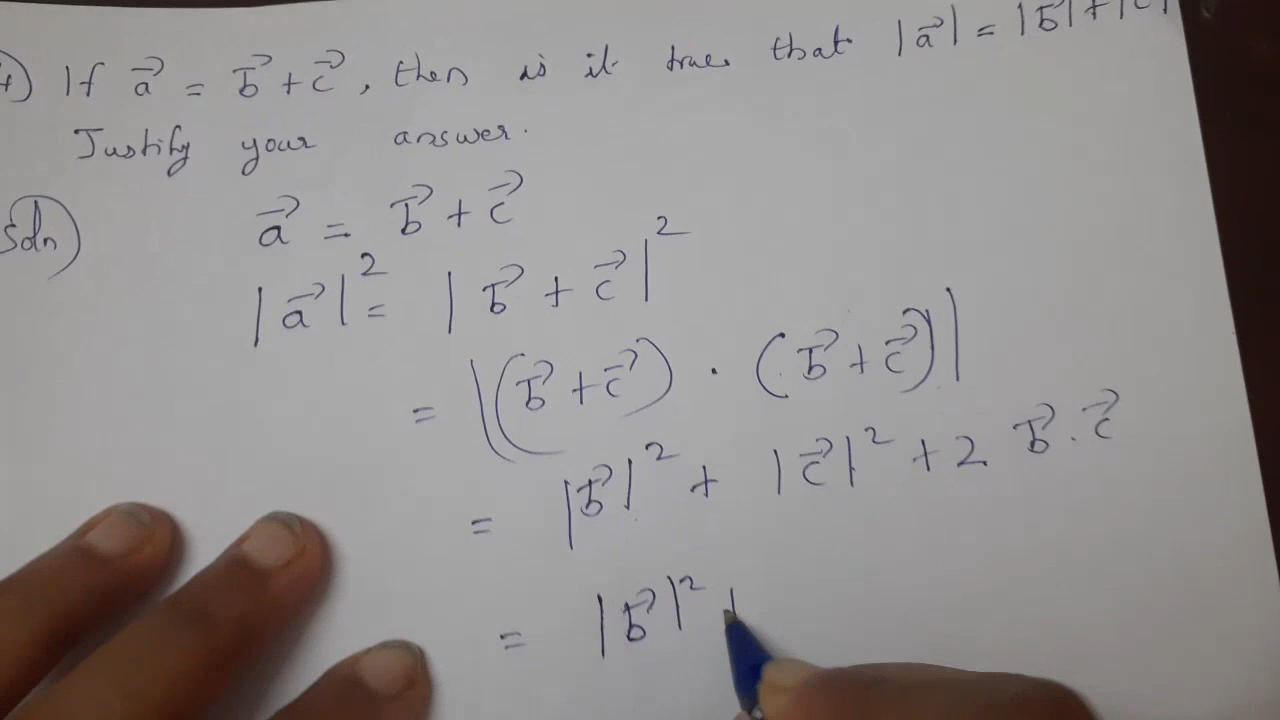 4) If a⃗ = b⃗ + c⃗, then is it true that |a⃗| = |b⃗| + |c⃗|
Justify your answer.
Soln) a⃗ = b⃗ + c⃗
|a⃗|² = |b⃗ + c⃗|²
= |(b⃗ + c⃗) . (b⃗ + c⃗)|
= |b⃗|² + |c⃗|² + 2 b⃗ . c⃗
= |b⃗|²